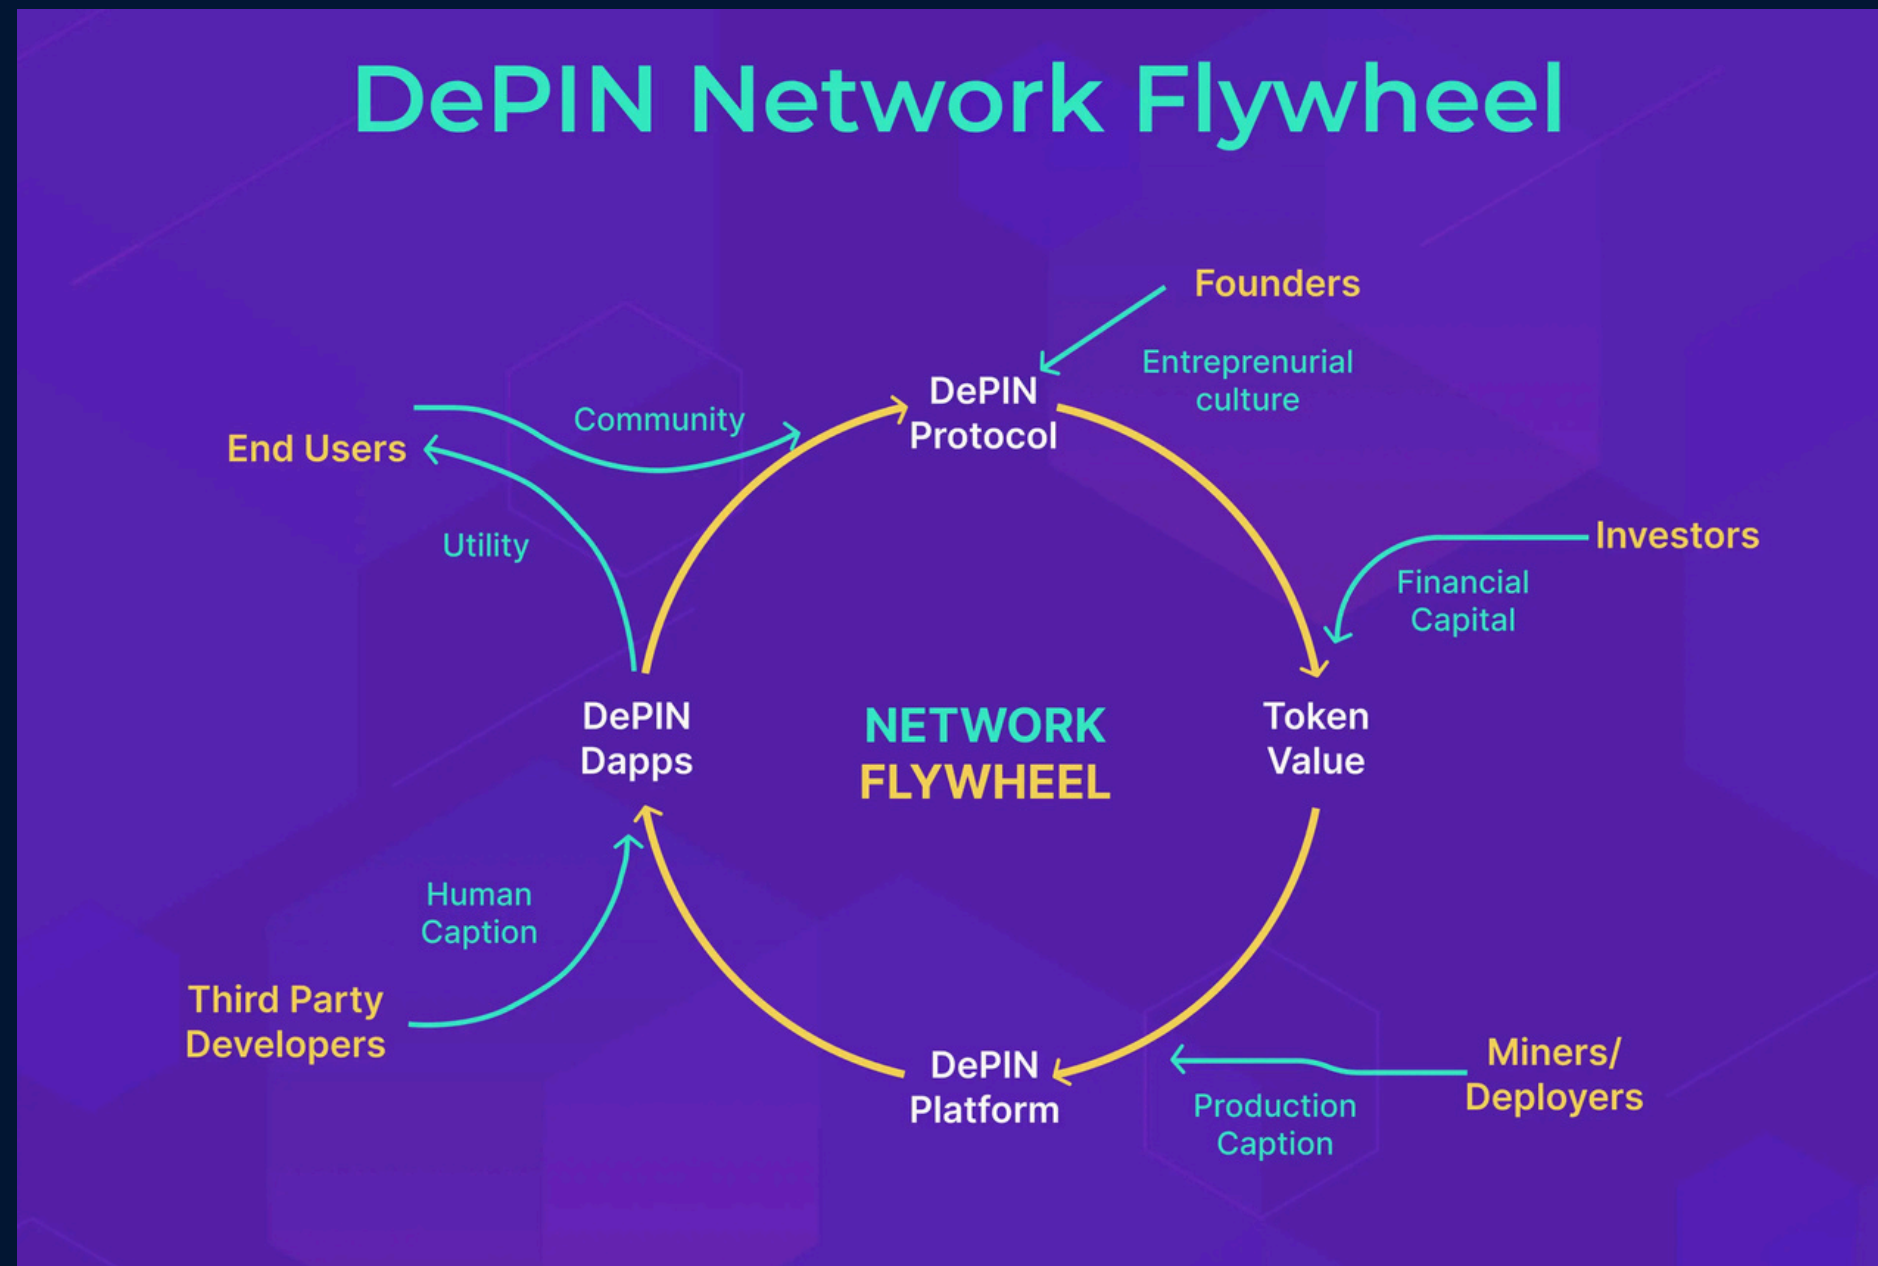 DePIN Network Flywheel
Founders
Entreprenurial
culture
DePIN
Protocol
Community
End Users
Utility
Investors
Financial
Capital
DePIN
Dapps
NETWORK
FLYWHEEL
Token
Value
Human
Caption
Third Party
Developers
DePIN
Platform
Miners/
Deployers
Production
Caption